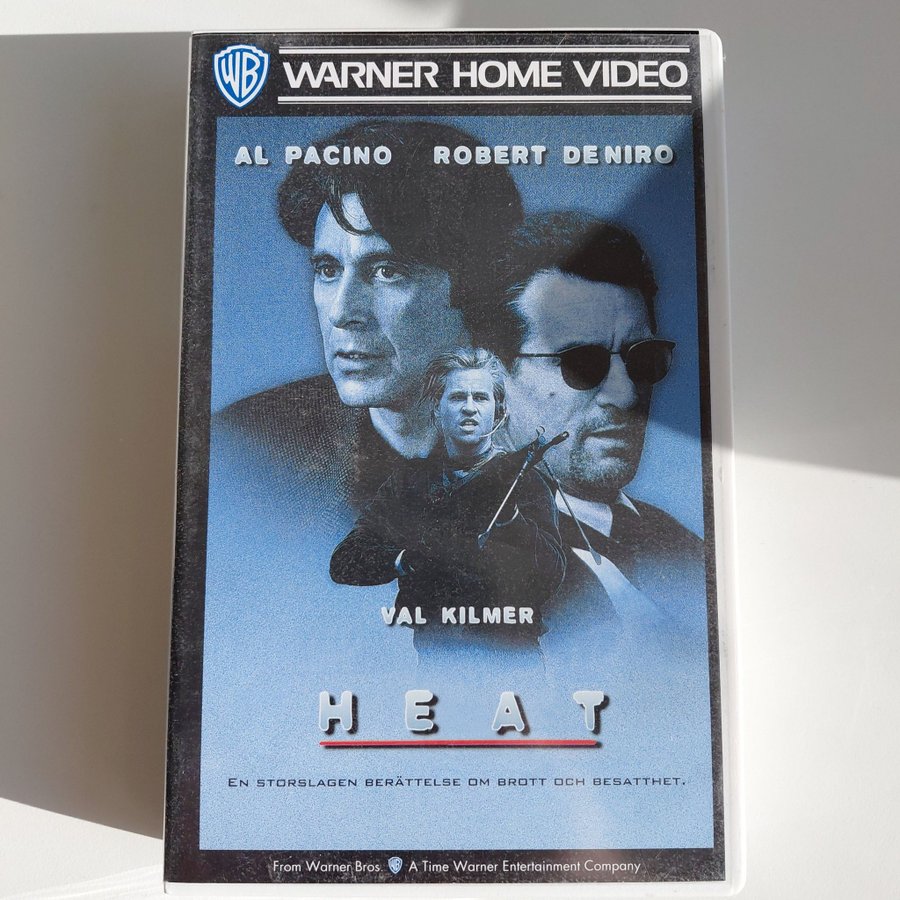 WB WARNER HOME VIDEO
AL PACINO ROBERT DE NIRO
VAL KILMER
HEAT
EN STORSLAGEN BERÄTTELSE OM BROTT OCH BESATTHET.
From Warner Bros. WB A Time Warner Entertainment Company